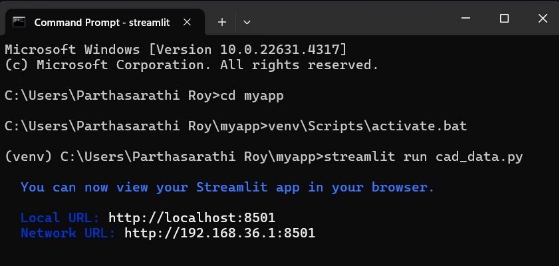 Command Prompt - streamlit
Microsoft Windows [Version 10.0.22631.4317]
(c) Microsoft Corporation. All rights reserved.
C:\Users\Parthasarathi Roy>cd myapp
C:\Users\Parthasarathi Roy\myapp>venv\Scripts\activate.bat
(venv) C:\Users\Parthasarathi Roy\myapp>streamlit run cad_data.py
You can now view your Streamlit app in your browser.
Local URL: http://localhost:8501
Network URL: http://192.168.36.1:8501